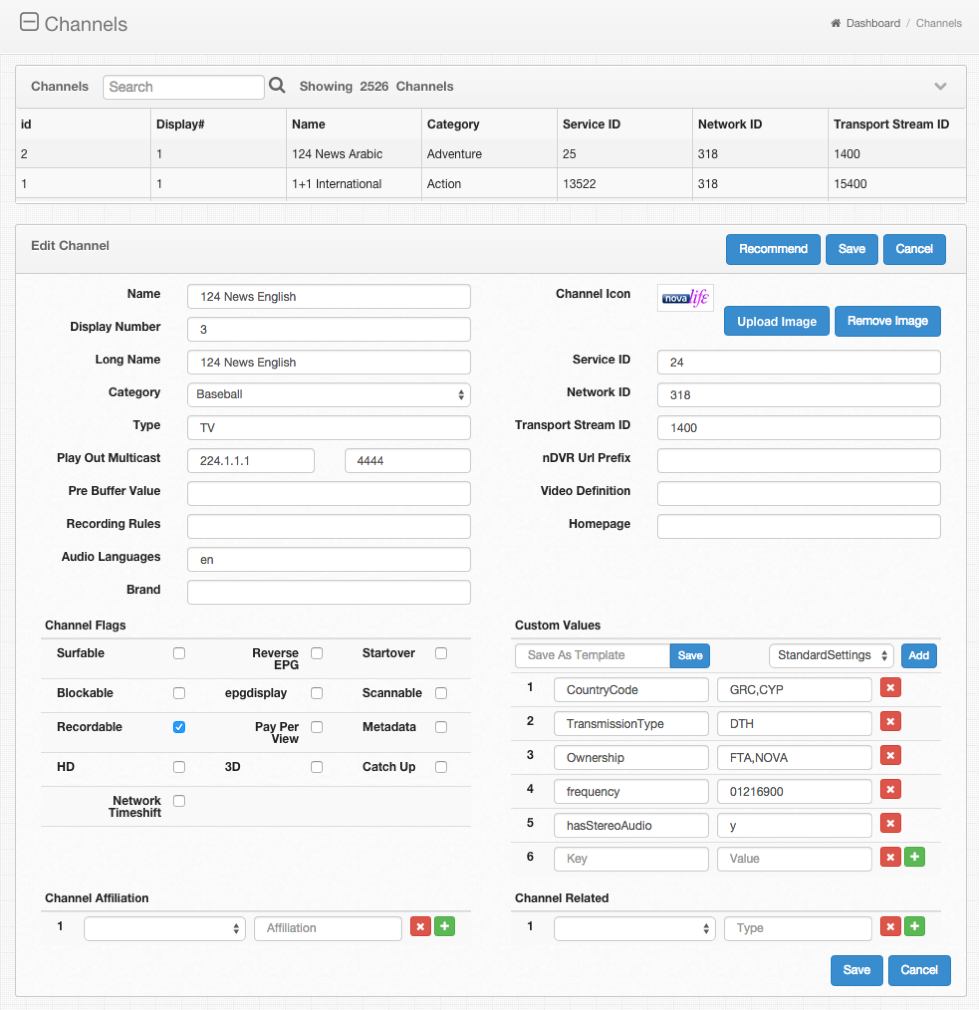 Channels
Dashboard / Channels
Channels Search Showing 2526 Channels
id Display# Name Category Service ID Network ID Transport Stream ID
2 1 124 News Arabic Adventure 25 318 1400
1 1 1+1 International Action 13522 318 15400
Edit Channel Recommend Save Cancel
Name 124 News English
Display Number 3
Long Name 124 News English
Category Baseball
Type TV
Play Out Multicast 224.1.1.1 4444
Pre Buffer Value
Recording Rules
Audio Languages en
Brand
Channel Icon nova life
Upload Image Remove Image
Service ID 24
Network ID 318
Transport Stream ID 1400
nDVR Url Prefix
Video Definition
Homepage
Channel Flags
Surfable Reverse EPG Startover
Blockable epgdisplay Scannable
Recordable Pay Per View Metadata
HD 3D Catch Up
Network Timeshift
Custom Values
Save As Template Save StandardSettings Add
1 CountryCode GRC,CYP
2 TransmissionType DTH
3 Ownership FTA,NOVA
4 frequency 01216900
5 hasStereoAudio y
6 Key Value
Channel Affiliation
1 Affiliation
Channel Related
1 Type
Save Cancel